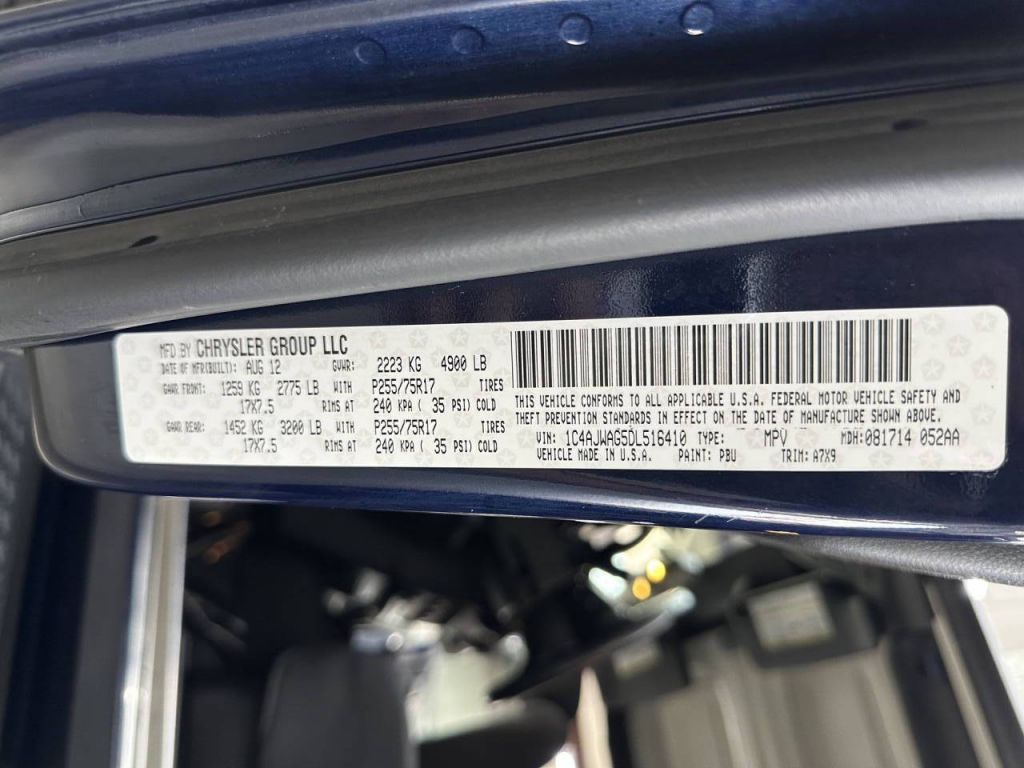 MFD BY CHRYSLER GROUP LLC
DATE OF MFR(BUILT): AUG 12 GVWR: 2223 KG 4900 LB
GAWR FRONT: 1259 KG 2775 LB WITH P255/75R17 TIRES
17X7.5 RIMS AT 240 KPA ( 35 PSI) COLD
GAWR REAR: 1452 KG 3200 LB WITH P255/75R17 TIRES
17X7.5 RIMS AT 240 KPA ( 35 PSI) COLD
THIS VEHICLE CONFORMS TO ALL APPLICABLE U.S.A. FEDERAL MOTOR VEHICLE SAFETY AND
THEFT PREVENTION STANDARDS IN EFFECT ON THE DATE OF MANUFACTURE SHOWN ABOVE.
VIN: 1C4AJWAG5DL516410 TYPE: MPV MDH: 081714 052AA
VEHICLE MADE IN U.S.A. PAINT: PBU TRIM: A7X9